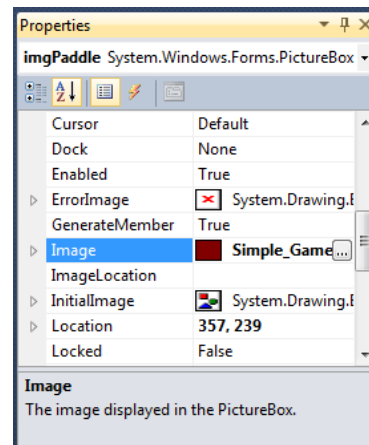 Properties
imgPaddle System.Windows.Forms.PictureBox
Cursor Default
Dock None
Enabled True
ErrorImage System.Drawing.
GenerateMember True
Image Simple_Game ...
ImageLocation
InitialImage System.Drawing.
Location 357, 239
Locked False
Image
The image displayed in the PictureBox.